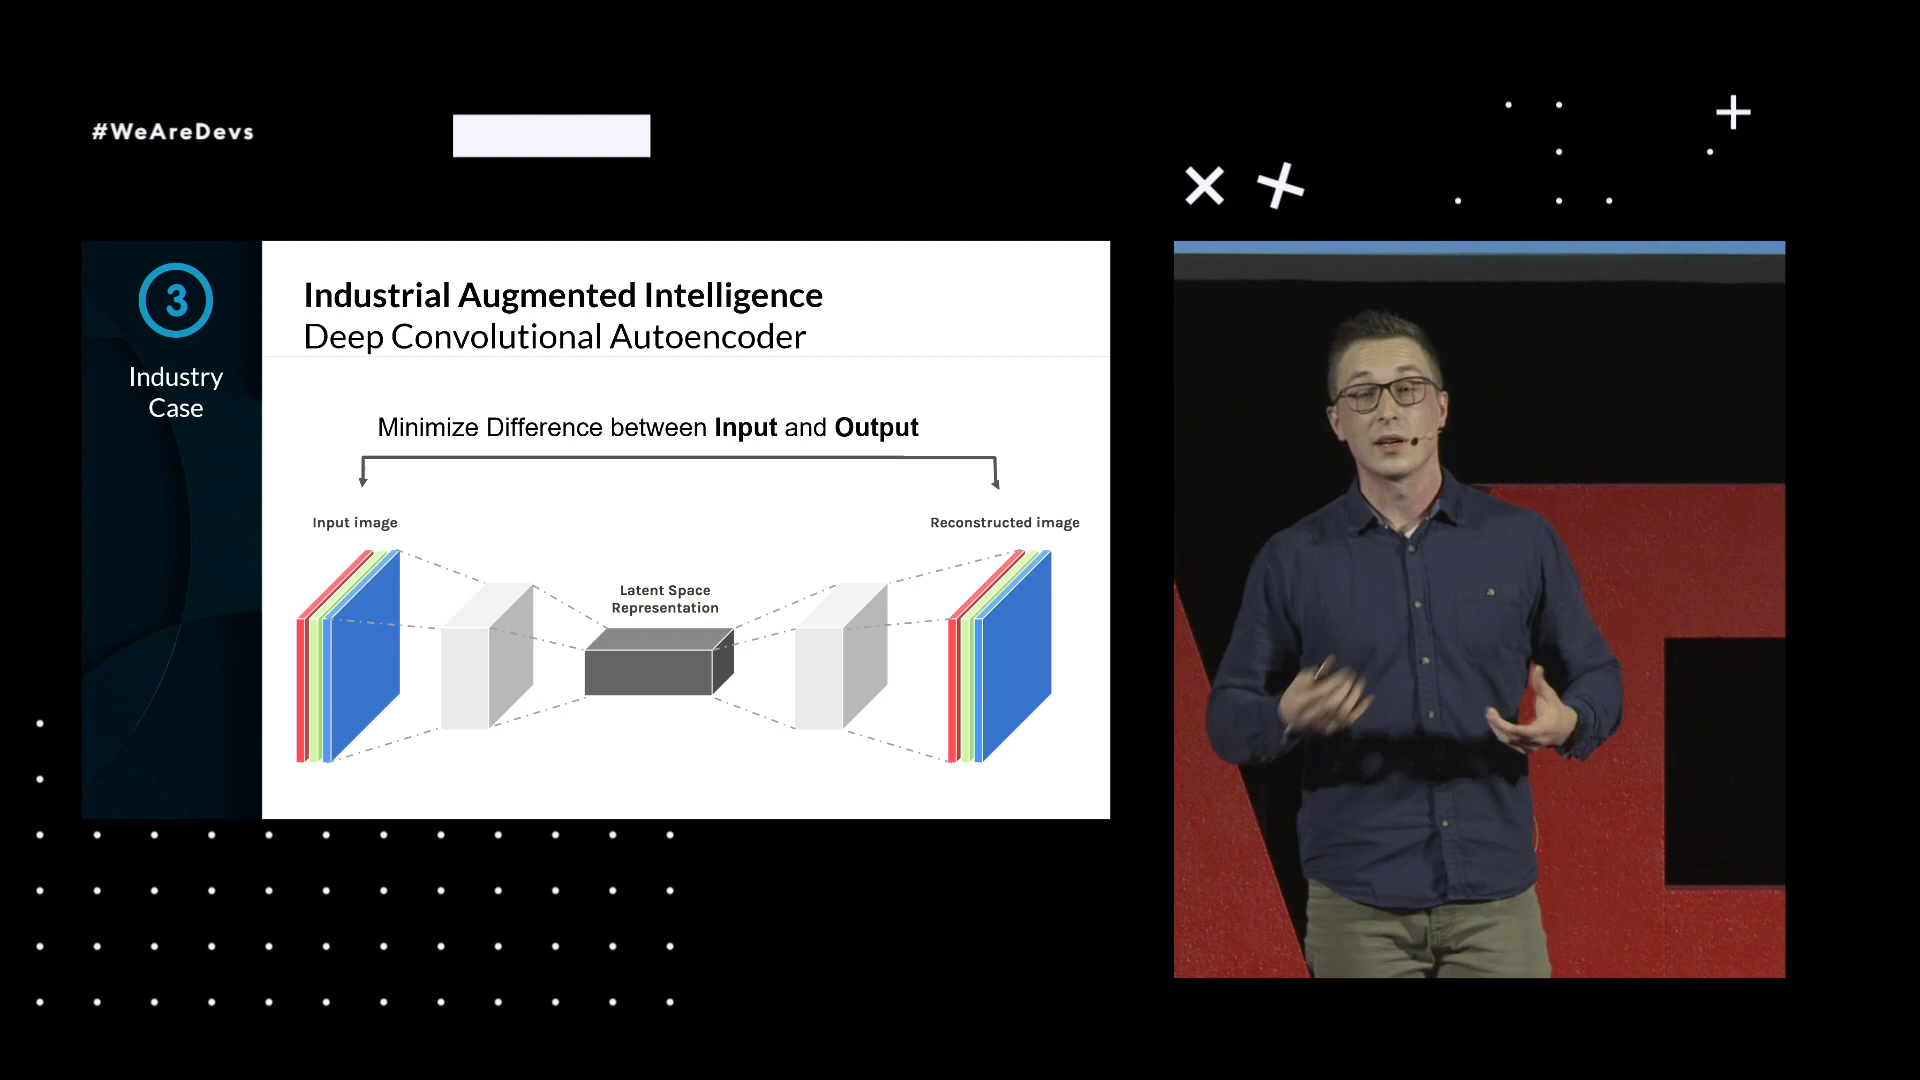 #WeAreDevs
3
Industry
Case
Industrial Augmented Intelligence
Deep Convolutional Autoencoder
Minimize Difference between Input and Output
Input image
Reconstructed image
Latent Space
Representation